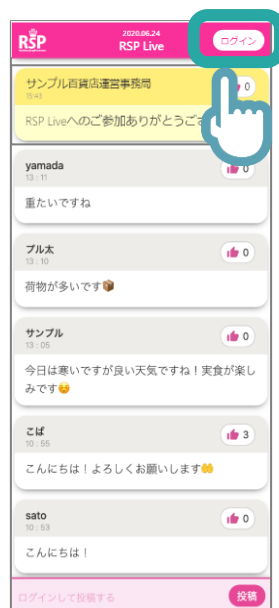 RSP
2020.06.24
RSP Live
ログイン
サンプル百貨店運営事務局
15:43
0
RSP Liveへのご参加ありがとうご
yamada
13:11
0
重たいですね
プル太
13:10
0
荷物が多いです📦
サンプル
13:05
0
今日は寒いですが良い天気ですね！実食が楽し
みです😋
こば
10:55
3
こんにちは！よろしくお願いします🤲
sato
10:53
0
こんにちは！
ログインして投稿する
投稿